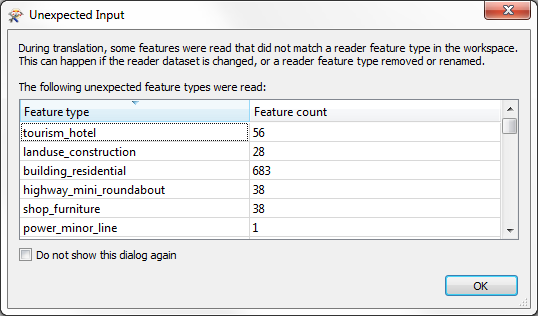 Unexpected Input
During translation, some features were read that did not match a reader feature type in the workspace.
This can happen if the reader dataset is changed, or a reader feature type removed or renamed.
The following unexpected feature types were read:
Feature type Feature count
tourism_hotel 56
landuse_construction 28
building_residential 683
highway_mini_roundabout 38
shop_furniture 38
power_minor_line 1
Do not show this dialog again
OK